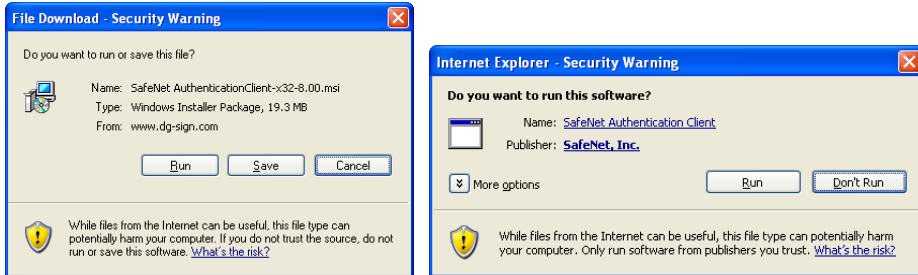 File Download - Security Warning
Do you want to run or save this file?
Name: SafeNet AuthenticationClient-x32-8.00.msi
Type: Windows Installer Package, 19.3 MB
From: www.dg-sign.com
Run Save Cancel
While files from the Internet can be useful, this file type can
potentially harm your computer. If you do not trust the source, do not
run or save this software. What's the risk?
Internet Explorer - Security Warning
Do you want to run this software?
Name: SafeNet Authentication Client
Publisher: SafeNet, Inc.
More options Run Don't Run
While files from the Internet can be useful, this file type can potentially harm
your computer. Only run software from publishers you trust. What's the risk?